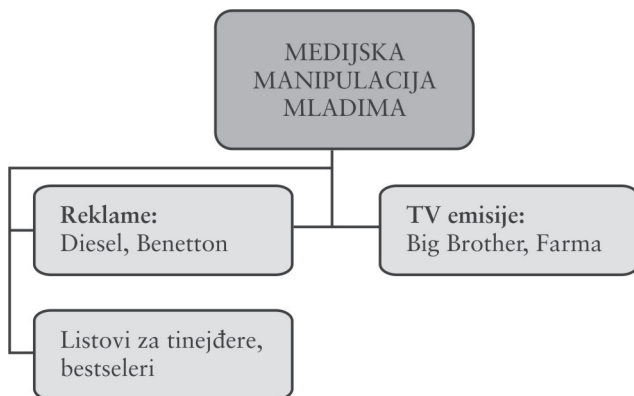 MEDIJSKA
MANIPULACIJA
MLADIMA
Reklame:
Diesel, Benetton
TV emisije:
Big Brother, Farma
Listovi za tinejđere,
bestseleri